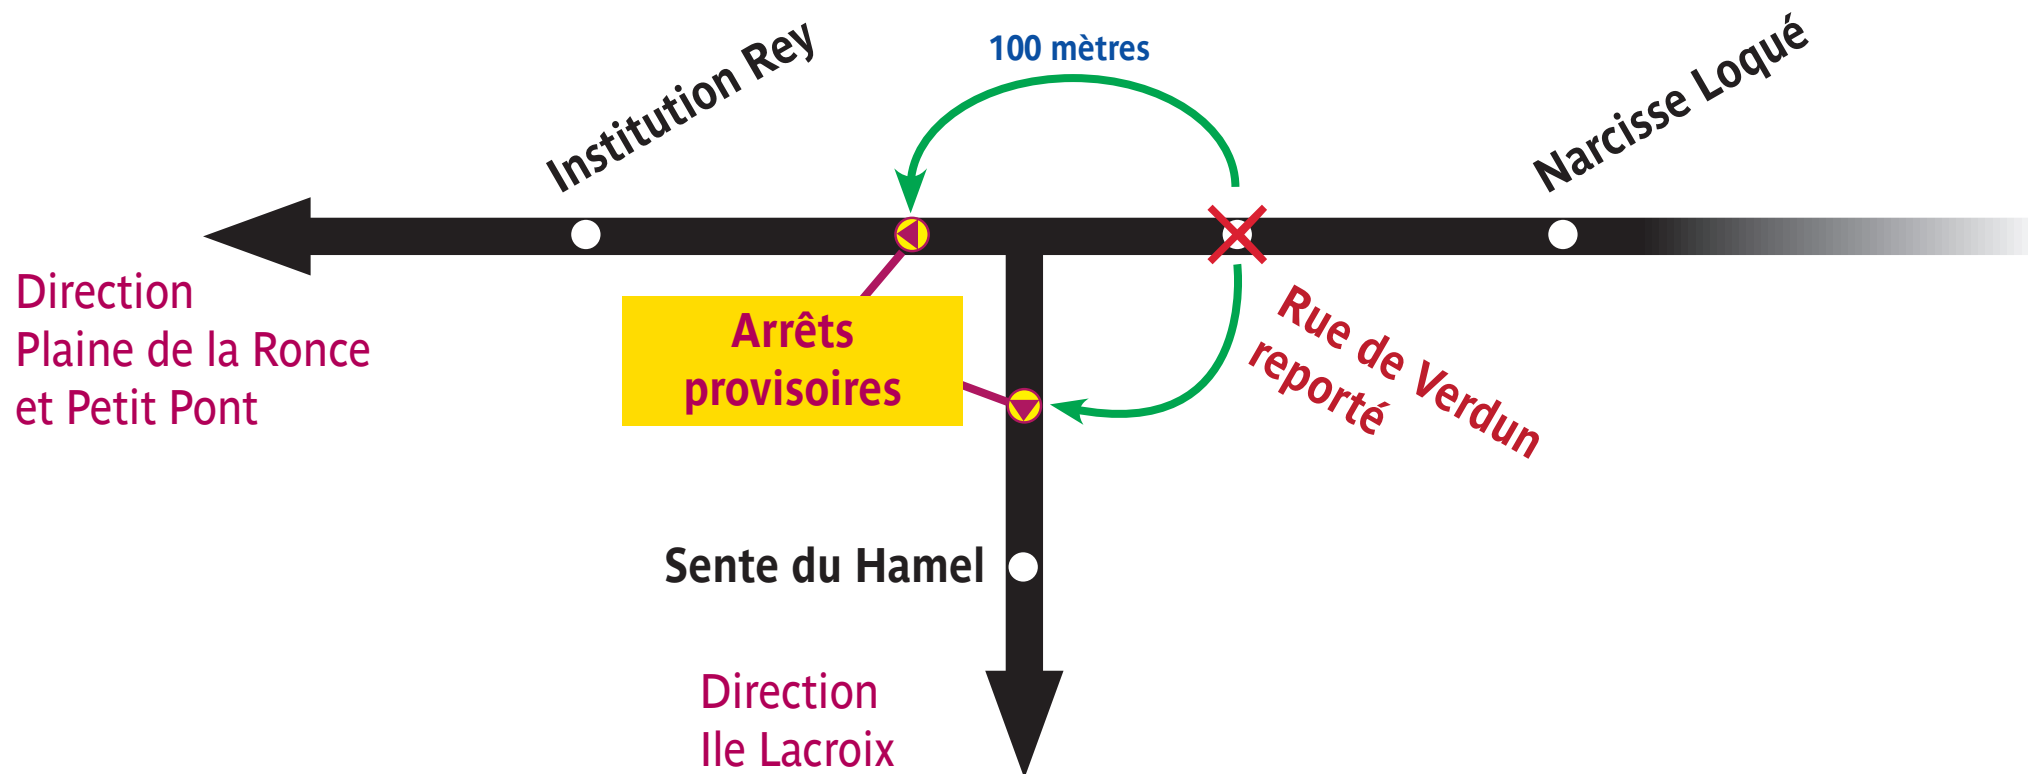 Institution Rey
100 mètres
Narcisse Loqué
Direction
Plaine de la Ronce
et Petit Pont
Arrêts
provisoires
Rue de Verdun
reporté
Sente du Hamel
Direction
Ile Lacroix